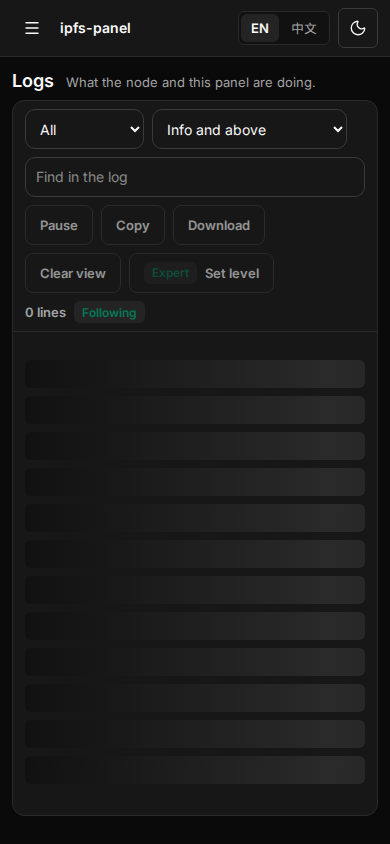 ipfs-panel
EN 中文
Logs What the node and this panel are doing.
All Info and above
Find in the log
Pause Copy Download
Clear view Expert Set level
0 lines Following